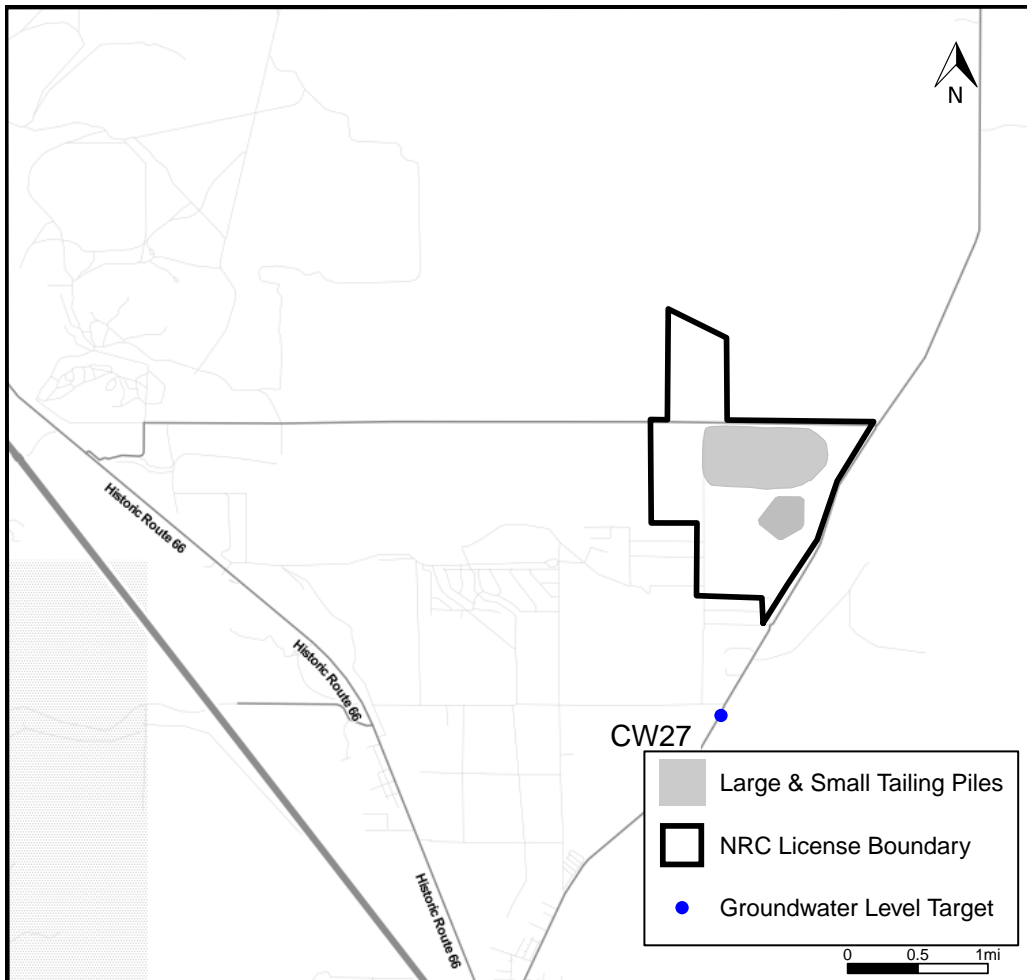 N
Historic Route 66
Historic Route 66
CW27
Large & Small Tailing Piles
NRC License Boundary
Groundwater Level Target
Historic Route 66
0 0.5 1mi